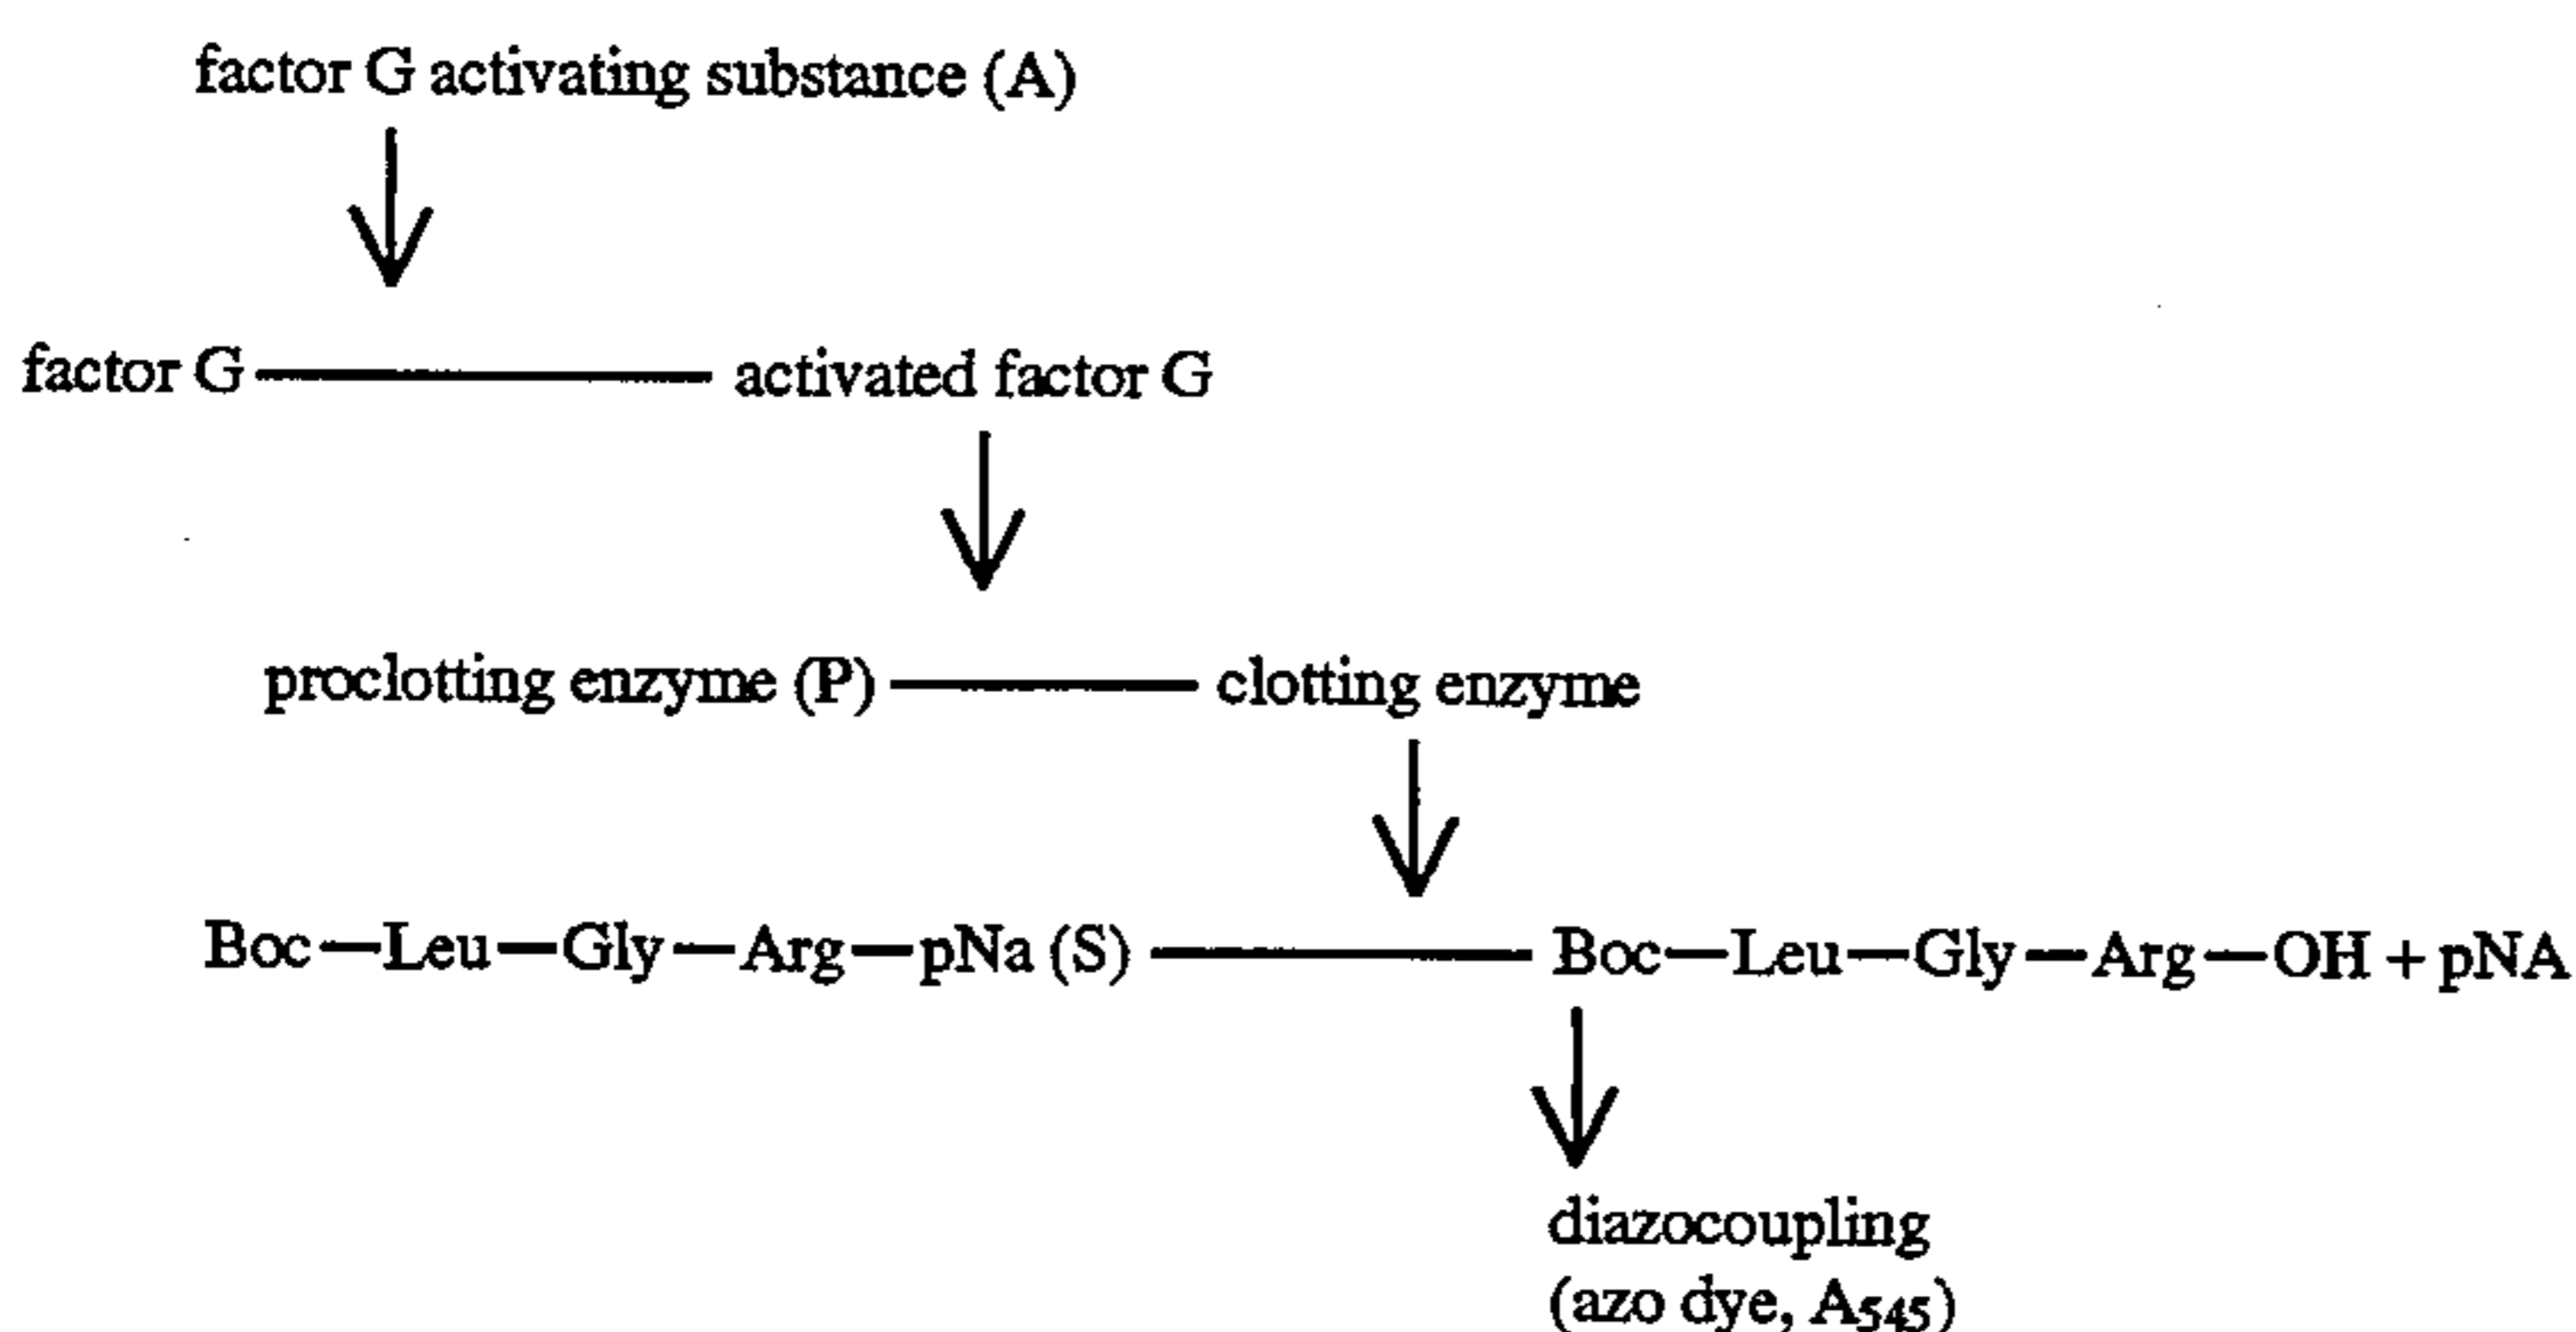 factor G activating substance (A)
factor G — activated factor G
proclotting enzyme (P) — clotting enzyme
Boc—Leu—Gly—Arg—pNa (S) — Boc—Leu—Gly—Arg—OH + pNA
diazocoupling
(azo dye, A545)